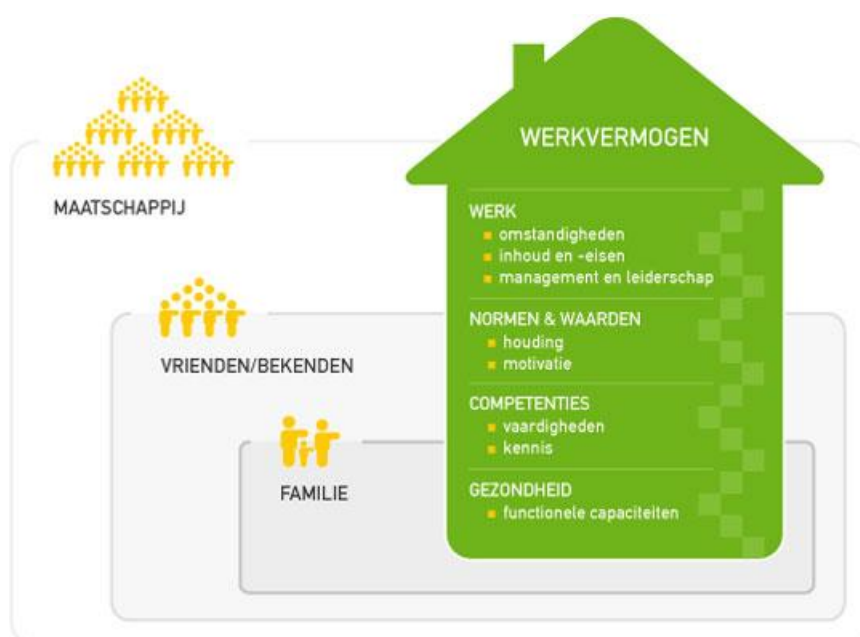 MAATSCHAPPIJ
VRIENDEN/BEKENDEN
FAMILIE
WERKVERMOGEN
WERK
omstandigheden
inhoud en -eisen
management en leiderschap
NORMEN & WAARDEN
houding
motivatie
COMPETENTIES
vaardigheden
kennis
GEZONDHEID
functionele capaciteiten